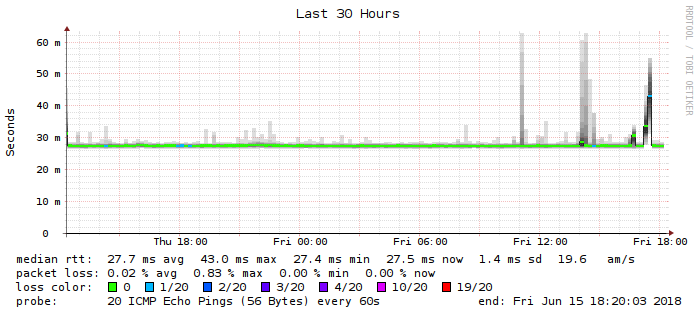 Last 30 Hours
RRDTOOL / TOBI OETIKER
Seconds
60 m
50 m
40 m
30 m
20 m
10 m
0
Thu 18:00 Fri 00:00 Fri 06:00 Fri 12:00 Fri 18:00
median rtt: 27.7 ms avg 43.0 ms max 27.4 ms min 27.5 ms now 1.4 ms sd 19.6 am/s
packet loss: 0.02 % avg 0.83 % max 0.00 % min 0.00 % now
loss color: 0 1/20 2/20 3/20 4/20 10/20 19/20
probe: 20 ICMP Echo Pings (56 Bytes) every 60s end: Fri Jun 15 18:20:03 2018